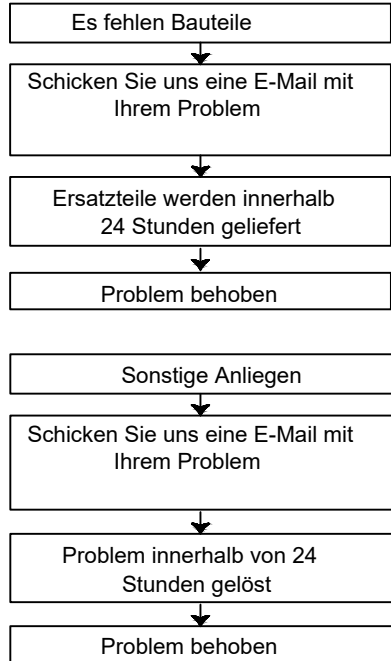 Es fehlen Bauteile
Schicken Sie uns eine E-Mail mit
Ihrem Problem
Ersatzteile werden innerhalb
24 Stunden geliefert
Problem behoben
Sonstige Anliegen
Schicken Sie uns eine E-Mail mit
Ihrem Problem
Problem innerhalb von 24
Stunden gelöst
Problem behoben